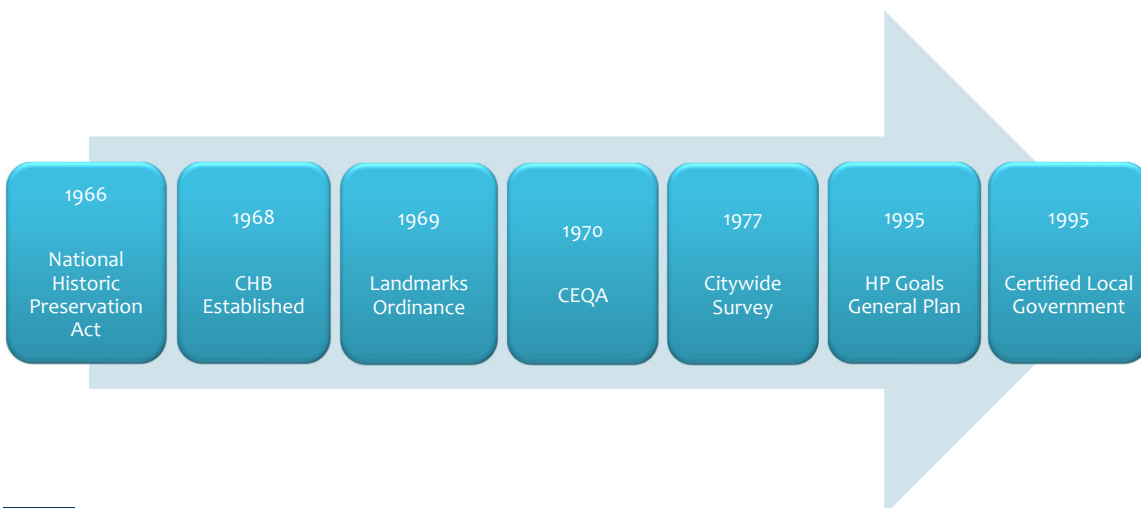 1966
National
Historic
Preservation
Act
1968
CHB
Established
1969
Landmarks
Ordinance
1970
CEQA
1977
Citywide
Survey
1995
HP Goals
General Plan
1995
Certified Local
Government